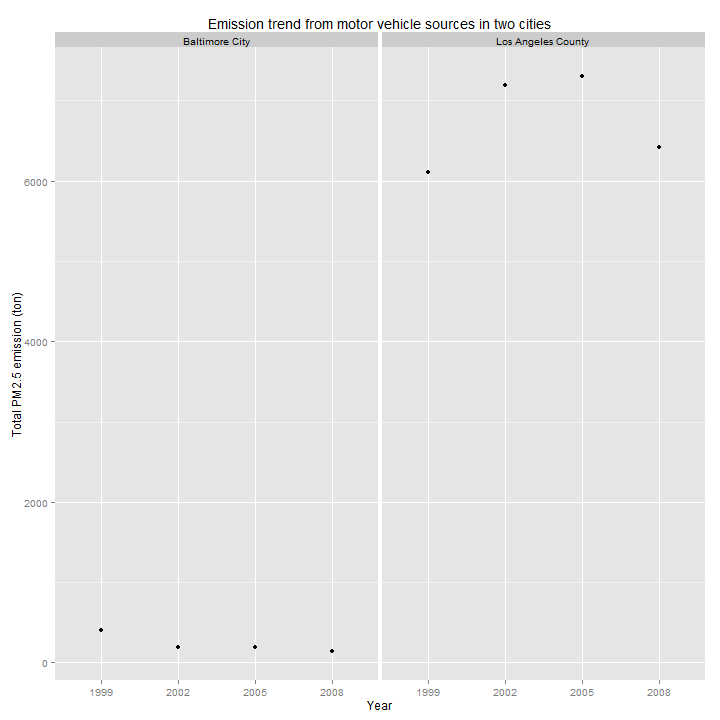 Emission trend from motor vehicle sources in two cities
Baltimore City
Los Angeles County
Total PM2.5 emission (ton)
6000
4000
2000
0
1999 2002 2005 2008
1999 2002 2005 2008
Year